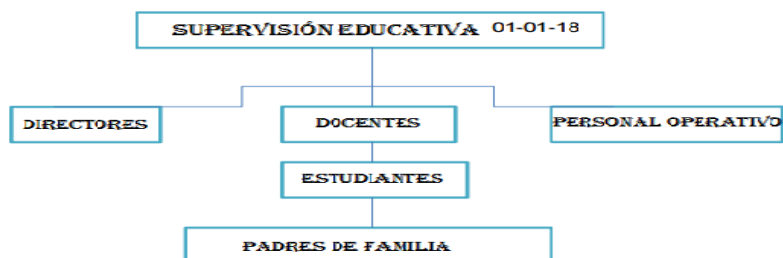 SUPERVISIÓN EDUCATIVA 01-01-18
DIRECTORES
DOCENTES
PERSONAL OPERATIVO
ESTUDIANTES
PADRES DE FAMILIA